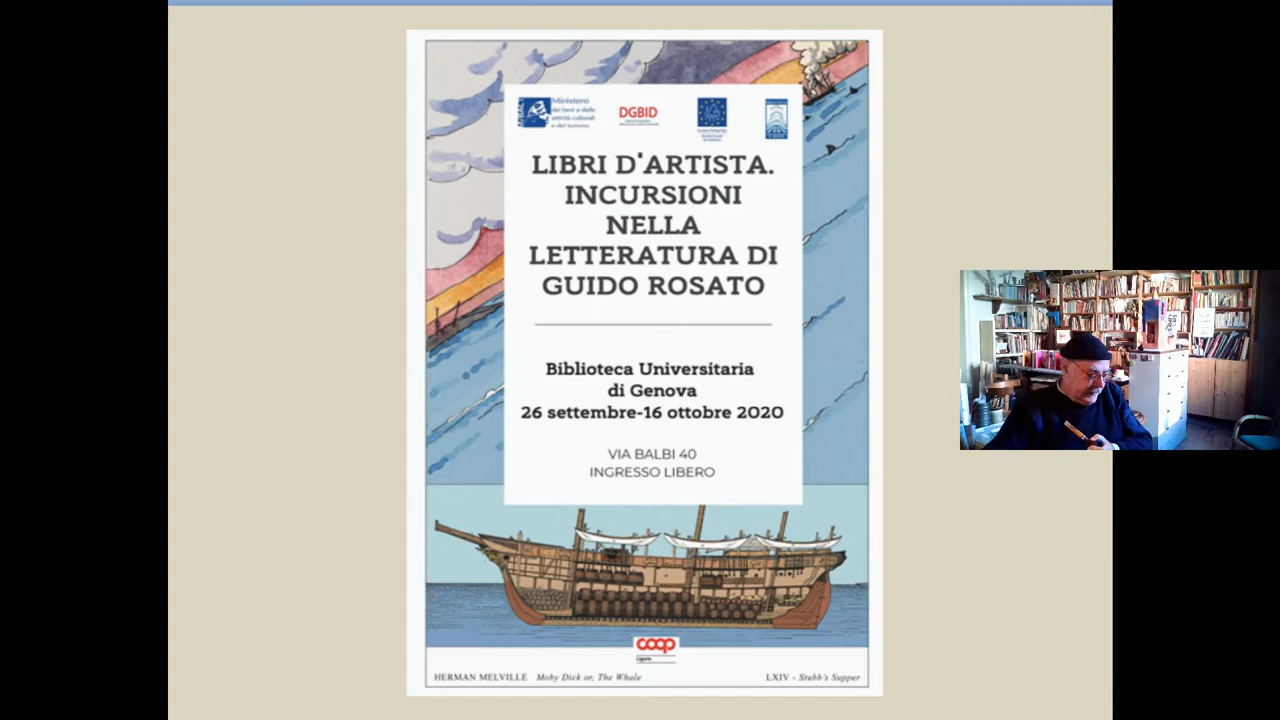 Ministero
dei beni e delle
attività culturali
e del turismo
DGBID
LIBRI D'ARTISTA.
INCURSIONI
NELLA
LETTERATURA DI
GUIDO ROSATO
Biblioteca Universitaria
di Genova
26 settembre-16 ottobre 2020
VIA BALBI 40
INGRESSO LIBERO
coop
Liguria
HERMAN MELVILLE Moby Dick or, The Whale
LXIV - Stubb's Supper